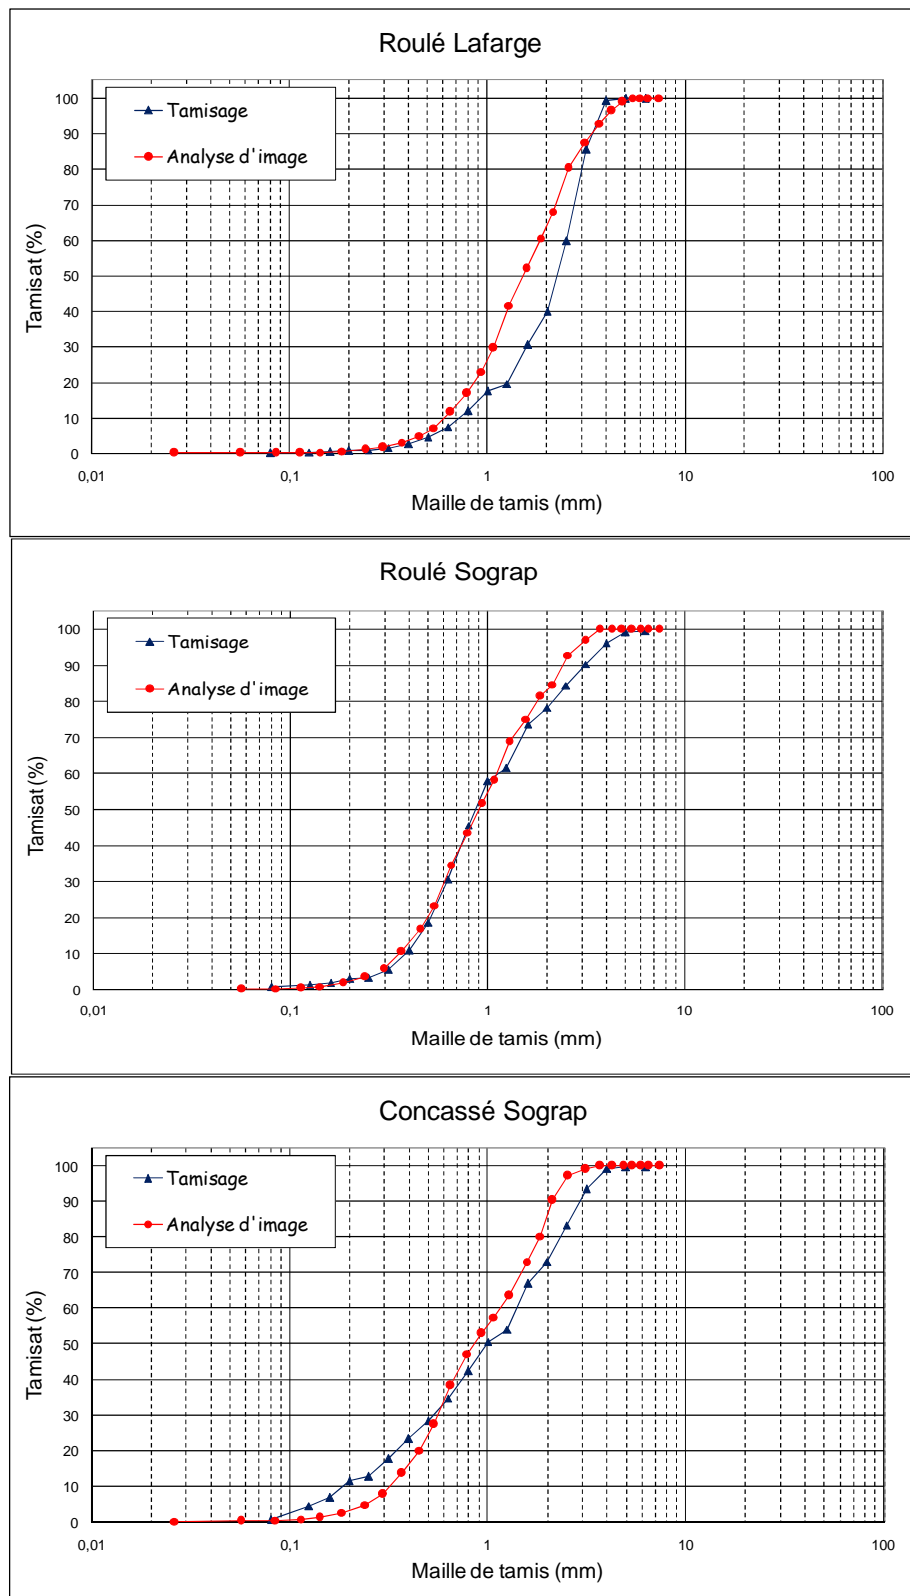 Roulé Lafarge
Tamisage
Analyse d'image
Tamisat (%)
100
90
80
70
60
50
40
30
20
10
0
0,01 0,1 1 10 100
Maille de tamis (mm)
Roulé Sograp
Tamisage
Analyse d'image
Tamisat (%)
100
90
80
70
60
50
40
30
20
10
0
0,01 0,1 1 10 100
Maille de tamis (mm)
Concassé Sograp
Tamisage
Analyse d'image
Tamisat (%)
100
90
80
70
60
50
40
30
20
10
0
0,01 0,1 1 10 100
Maille de tamis (mm)